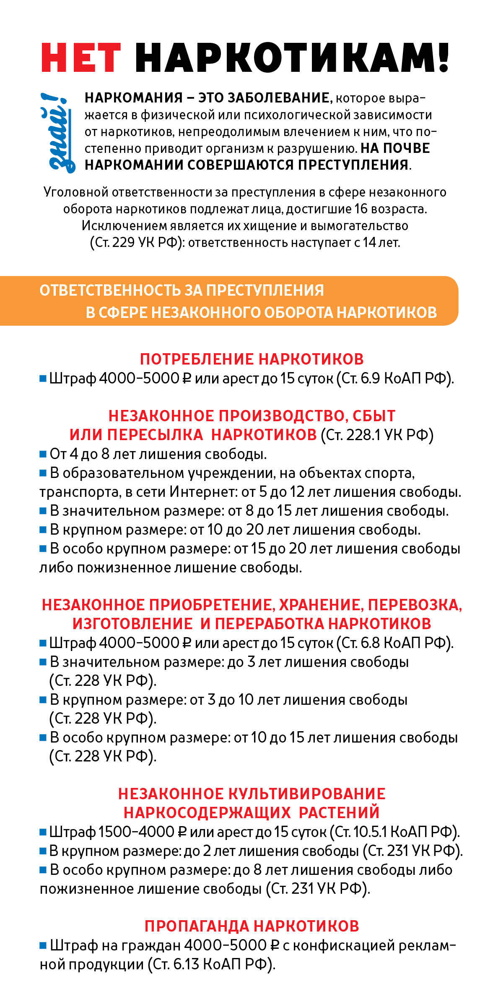 НЕТ НАРКОТИКАМ!
знай!
НАРКОМАНИЯ – ЭТО ЗАБОЛЕВАНИЕ, которое выра-
жается в физической или психологической зависимости
от наркотиков, непреодолимым влечением к ним, что по-
степенно приводит организм к разрушению. НА ПОЧВЕ
НАРКОМАНИИ СОВЕРШАЮТСЯ ПРЕСТУПЛЕНИЯ.
Уголовной ответственности за преступления в сфере незаконного
оборота наркотиков подлежат лица, достигшие 16 возраста.
Исключением является их хищение и вымогательство
(Ст. 229 УК РФ): ответственность наступает с 14 лет.
ОТВЕТСТВЕННОСТЬ ЗА ПРЕСТУПЛЕНИЯ
В СФЕРЕ НЕЗАКОННОГО ОБОРОТА НАРКОТИКОВ
ПОТРЕБЛЕНИЕ НАРКОТИКОВ
■ Штраф 4000-5000 ₽ или арест до 15 суток (Ст. 6.9 КоАП РФ).
НЕЗАКОННОЕ ПРОИЗВОДСТВО, СБЫТ
ИЛИ ПЕРЕСЫЛКА НАРКОТИКОВ (Ст. 228.1 УК РФ)
■ От 4 до 8 лет лишения свободы.
■ В образовательном учреждении, на объектах спорта,
транспорта, в сети Интернет: от 5 до 12 лет лишения свободы.
■ В значительном размере: от 8 до 15 лет лишения свободы.
■ В крупном размере: от 10 до 20 лет лишения свободы.
■ В особо крупном размере: от 15 до 20 лет лишения свободы
либо пожизненное лишение свободы.
НЕЗАКОННОЕ ПРИОБРЕТЕНИЕ, ХРАНЕНИЕ, ПЕРЕВОЗКА,
ИЗГОТОВЛЕНИЕ И ПЕРЕРАБОТКА НАРКОТИКОВ
■ Штраф 4000-5000 ₽ или арест до 15 суток (Ст. 6.8 КоАП РФ).
■ В значительном размере: до 3 лет лишения свободы
(Ст. 228 УК РФ).
■ В крупном размере: от 3 до 10 лет лишения свободы
(Ст. 228 УК РФ).
■ В особо крупном размере: от 10 до 15 лет лишения свободы
(Ст. 228 УК РФ).
НЕЗАКОННОЕ КУЛЬТИВИРОВАНИЕ
НАРКОСОДЕРЖАЩИХ РАСТЕНИЙ
■ Штраф 1500-4000 ₽ или арест до 15 суток (Ст. 10.5.1 КоАП РФ).
■ В крупном размере: до 2 лет лишения свободы (Ст. 231 УК РФ).
■ В особо крупном размере: до 8 лет лишения свободы либо
пожизненное лишение свободы (Ст. 231 УК РФ).
ПРОПАГАНДА НАРКОТИКОВ
■ Штраф на граждан 4000-5000 ₽ с конфискацией реклам-
ной продукции (Ст. 6.13 КоАП РФ).